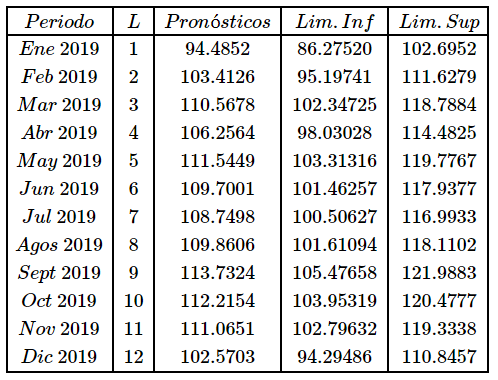 Periodo L Pronósticos Lim. Inf Lim. Sup
Ene 2019 1 94.4852 86.27520 102.6952
Feb 2019 2 103.4126 95.19741 111.6279
Mar 2019 3 110.5678 102.34725 118.7884
Abr 2019 4 106.2564 98.03028 114.4825
May 2019 5 111.5449 103.31316 119.7767
Jun 2019 6 109.7001 101.46257 117.9377
Jul 2019 7 108.7498 100.50627 116.9933
Agos 2019 8 109.8606 101.61094 118.1102
Sept 2019 9 113.7324 105.47658 121.9883
Oct 2019 10 112.2154 103.95319 120.4777
Nov 2019 11 111.0651 102.79632 119.3338
Dic 2019 12 102.5703 94.29486 110.8457